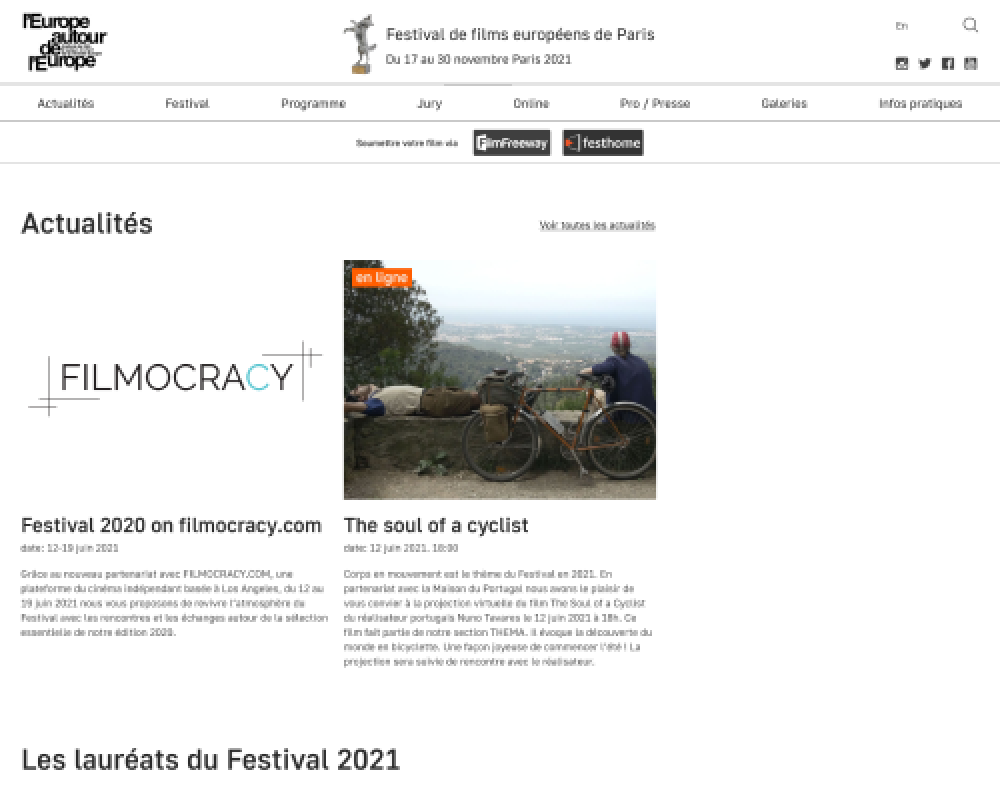 l'Europe
autour
de
l'Europe
Festival de films européens de Paris
Du 17 au 30 novembre Paris 2021
En
Actualités
Festival
Programme
Jury
Online
Pro / Presse
Galeries
Infos pratiques
Soumettre votre film via
FilmFreeway
festhome
Actualités
Voir toutes les actualités
en ligne
FILMOCRACY
Festival 2020 on filmocracy.com
date: 12-19 juin 2021
Grâce au nouveau partenariat avec FILMOCRACY.COM, une
plateforme du cinéma indépendant basée à Los Angeles, du 12 au
19 juin 2021 nous vous proposons de revivre l'atmosphère du
Festival avec les rencontres et les échanges autour de la sélection
essentielle de notre édition 2020.
The soul of a cyclist
date: 12 juin 2021, 18:00
Corps en mouvement est le thème du Festival en 2021. En
partenariat avec la Maison du Portugal nous avons le plaisir de
vous convier à la projection virtuelle du film The Soul of a Cyclist
du réalisateur portugais Nuno Tavares le 12 juin 2021 à 18h. Ce
film fait partie de notre section THEMA. Il évoque la découverte du
monde en bicyclette. Une façon joyeuse de commencer l'été ! La
projection sera suivie de rencontre avec le réalisateur.
Les lauréats du Festival 2021